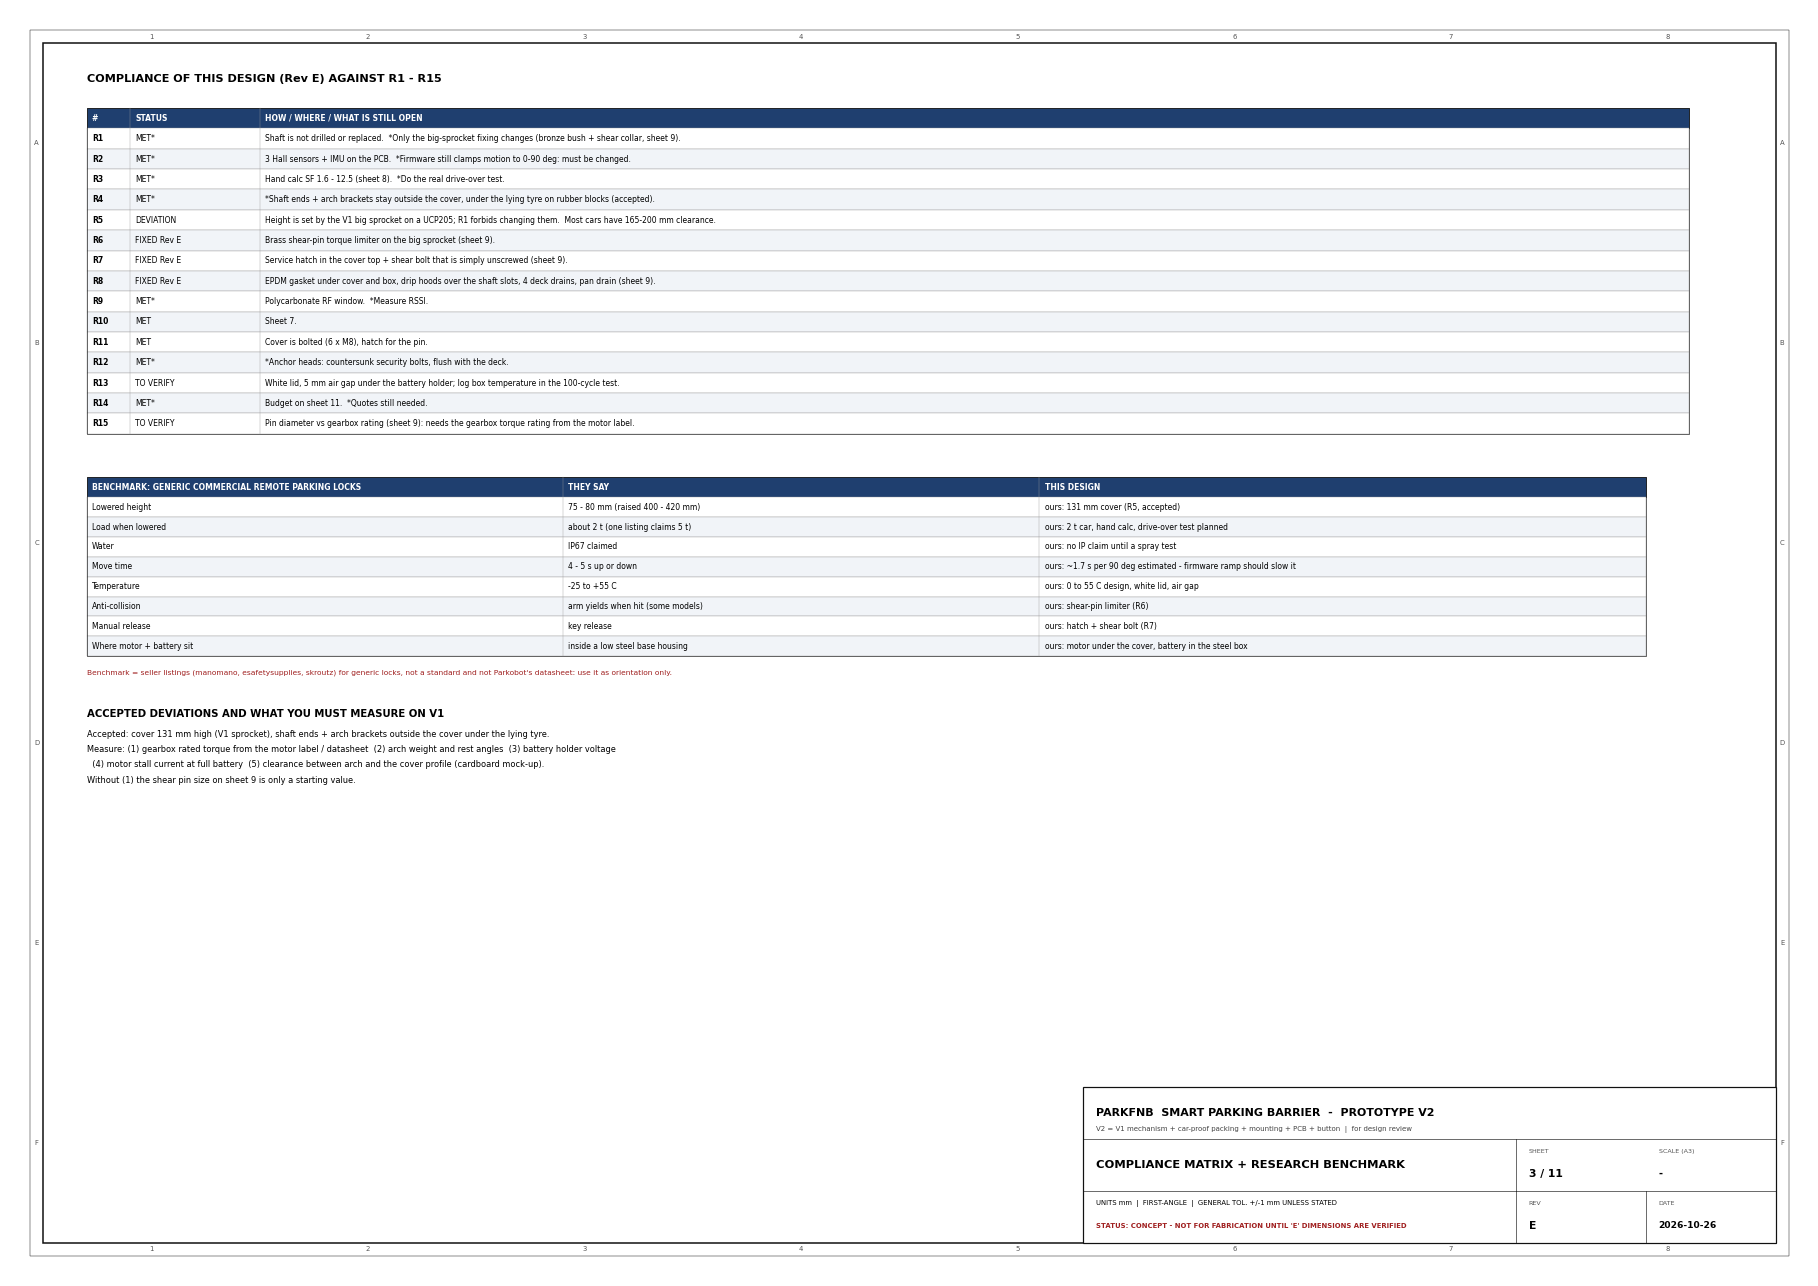 1 2 3 4 5 6 7 8
COMPLIANCE OF THIS DESIGN (Rev E) AGAINST R1 - R15
# STATUS HOW / WHERE / WHAT IS STILL OPEN
R1 MET* Shaft is not drilled or replaced. *Only the big-sprocket fixing changes (bronze bush + shear collar, sheet 9).
A A
R2 MET* 3 Hall sensors + IMU on the PCB. *Firmware still clamps motion to 0-90 deg: must be changed.
R3 MET* Hand calc SF 1.6 - 12.5 (sheet 8). *Do the real drive-over test.
R4 MET* *Shaft ends + arch brackets stay outside the cover, under the lying tyre on rubber blocks (accepted).
R5 DEVIATION Height is set by the V1 big sprocket on a UCP205; R1 forbids changing them. Most cars have 165-200 mm clearance.
R6 FIXED Rev E Brass shear-pin torque limiter on the big sprocket (sheet 9).
R7 FIXED Rev E Service hatch in the cover top + shear bolt that is simply unscrewed (sheet 9).
R8 FIXED Rev E EPDM gasket under cover and box, drip hoods over the shaft slots, 4 deck drains, pan drain (sheet 9).
R9 MET* Polycarbonate RF window. *Measure RSSI.
R10 MET Sheet 7.
R11 MET Cover is bolted (6 x M8), hatch for the pin.
B B
R12 MET* *Anchor heads: countersunk security bolts, flush with the deck.
R13 TO VERIFY White lid, 5 mm air gap under the battery holder; log box temperature in the 100-cycle test.
R14 MET* Budget on sheet 11. *Quotes still needed.
R15 TO VERIFY Pin diameter vs gearbox rating (sheet 9): needs the gearbox torque rating from the motor label.
BENCHMARK: GENERIC COMMERCIAL REMOTE PARKING LOCKS THEY SAY THIS DESIGN
Lowered height 75 - 80 mm (raised 400 - 420 mm) ours: 131 mm cover (R5, accepted)
Load when lowered about 2 t (one listing claims 5 t) ours: 2 t car, hand calc, drive-over test planned
C C
Water IP67 claimed ours: no IP claim until a spray test
Move time 4 - 5 s up or down ours: ~1.7 s per 90 deg estimated - firmware ramp should slow it
Temperature -25 to +55 C ours: 0 to 55 C design, white lid, air gap
Anti-collision arm yields when hit (some models) ours: shear-pin limiter (R6)
Manual release key release ours: hatch + shear bolt (R7)
Where motor + battery sit inside a low steel base housing ours: motor under the cover, battery in the steel box
Benchmark = seller listings (manomano, esafetysupplies, skroutz) for generic locks, not a standard and not Parkobot's datasheet: use it as orientation only.
ACCEPTED DEVIATIONS AND WHAT YOU MUST MEASURE ON V1
Accepted: cover 131 mm high (V1 sprocket), shaft ends + arch brackets outside the cover under the lying tyre.
D D
Measure: (1) gearbox rated torque from the motor label / datasheet (2) arch weight and rest angles (3) battery holder voltage
(4) motor stall current at full battery (5) clearance between arch and the cover profile (cardboard mock-up).
Without (1) the shear pin size on sheet 9 is only a starting value.
E E
PARKFNB SMART PARKING BARRIER - PROTOTYPE V2
V2 = V1 mechanism + car-proof packing + mounting + PCB + button | for design review
F F
COMPLIANCE MATRIX + RESEARCH BENCHMARK
SHEET SCALE (A3)
3 / 11 -
UNITS mm | FIRST-ANGLE | GENERAL TOL. +/-1 mm UNLESS STATED
REV DATE
STATUS: CONCEPT - NOT FOR FABRICATION UNTIL 'E' DIMENSIONS ARE VERIFIED
E 2026-10-26
1 2 3 4 5 6 7 8